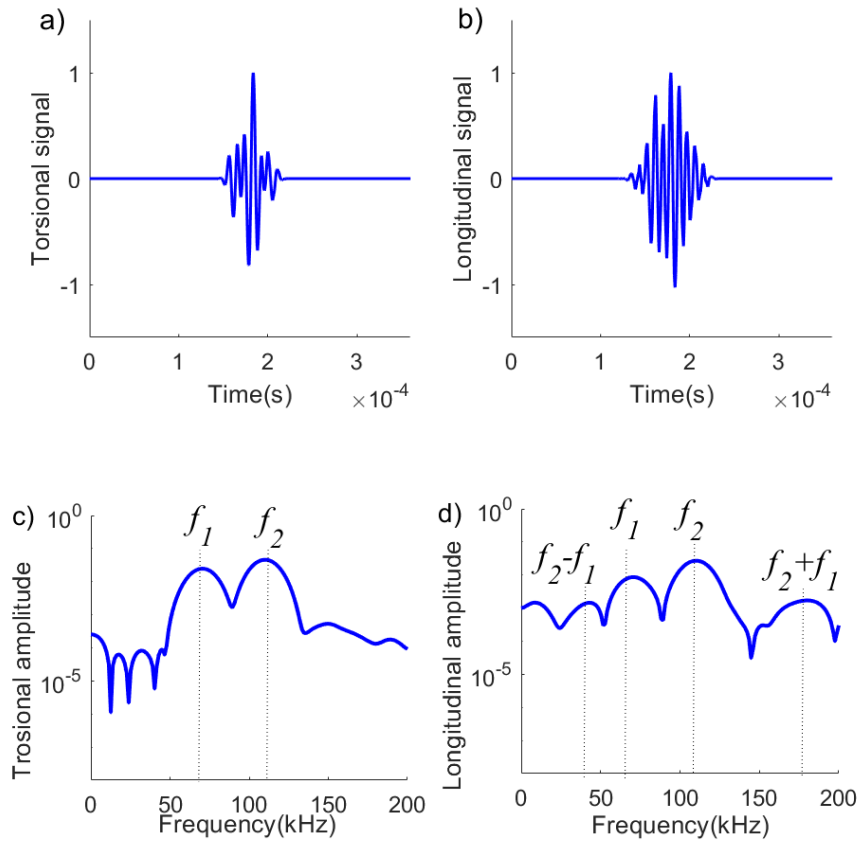 a)
Torsional signal
1
0
-1
0
1
2
3
Time(s)
×10-4
b)
Longitudinal signal
1
0
-1
0
1
2
3
Time(s)
×10-4
c)
Trosional amplitude
100
10-5
f1
f2
0
50
100
150
200
Frequency(kHz)
d)
Longitudinal amplitude
100
10-5
f2-f1
f1
f2
f2+f1
0
50
100
150
200
Frequency(kHz)